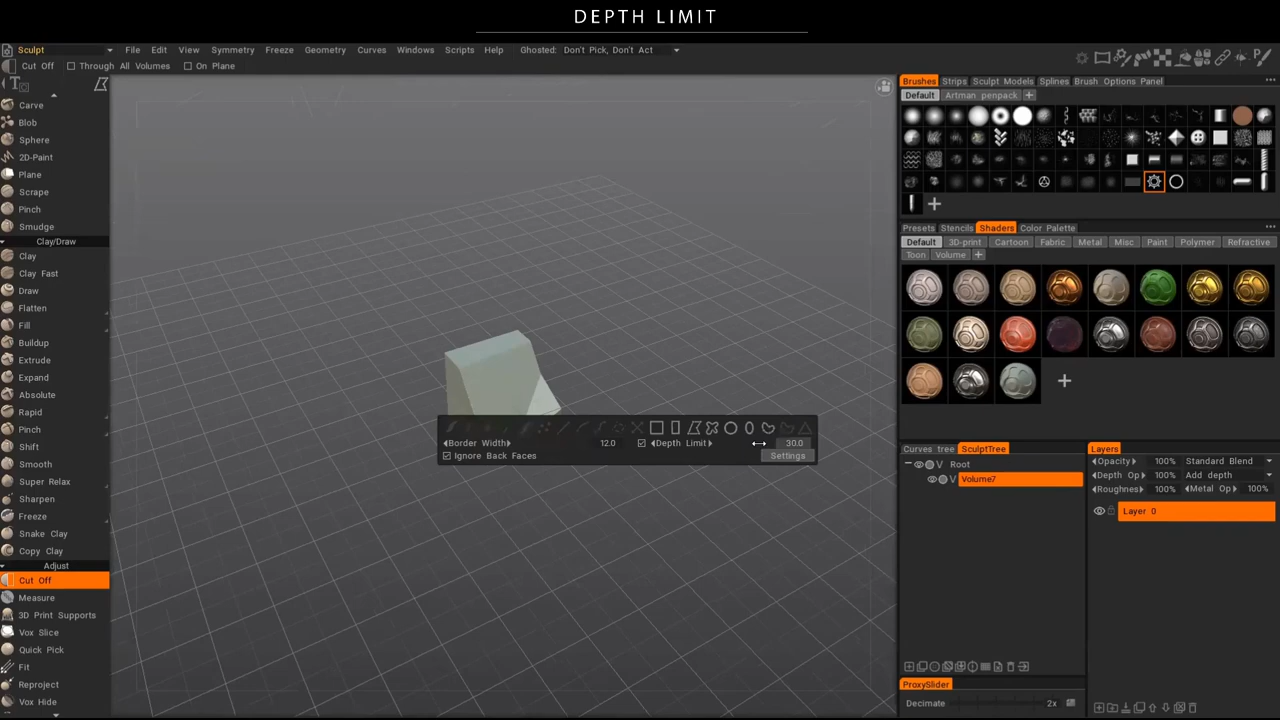 DEPTH LIMIT
Sculpt File Edit View Symmetry Freeze Geometry Curves Windows Scripts Help Ghosted: Don't Pick, Don't Act
Cut Off Through All Volumes On Plane
Carve
Blob
Sphere
2D-Paint
Plane
Scrape
Pinch
Smudge
Clay/Draw
Clay
Clay Fast
Draw
Flatten
Fill
Buildup
Extrude
Expand
Absolute
Rapid
Pinch
Shift
Smooth
Super Relax
Sharpen
Freeze
Snake Clay
Copy Clay
Adjust
Cut Off
Measure
3D Print Supports
Vox Slice
Quick Pick
Fit
Reproject
Vox Hide
Border Width 12.0 Depth Limit 30.0
Ignore Back Faces Settings
Brushes Strips Sculpt Models Splines Brush Options Panel
Default Artman penpack +
Presets Stencils Shaders Color Palette
Default 3D-print Cartoon Fabric Metal Misc Paint Polymer Refractive
Toon Volume +
Curves tree SculptTree
V Root
V Volume7
Layers
Opacity 100% Standard Blend
Depth Op 100% Add depth
Roughness 100% Metal Op 100%
Layer 0
ProxySlider
Decimate 2x